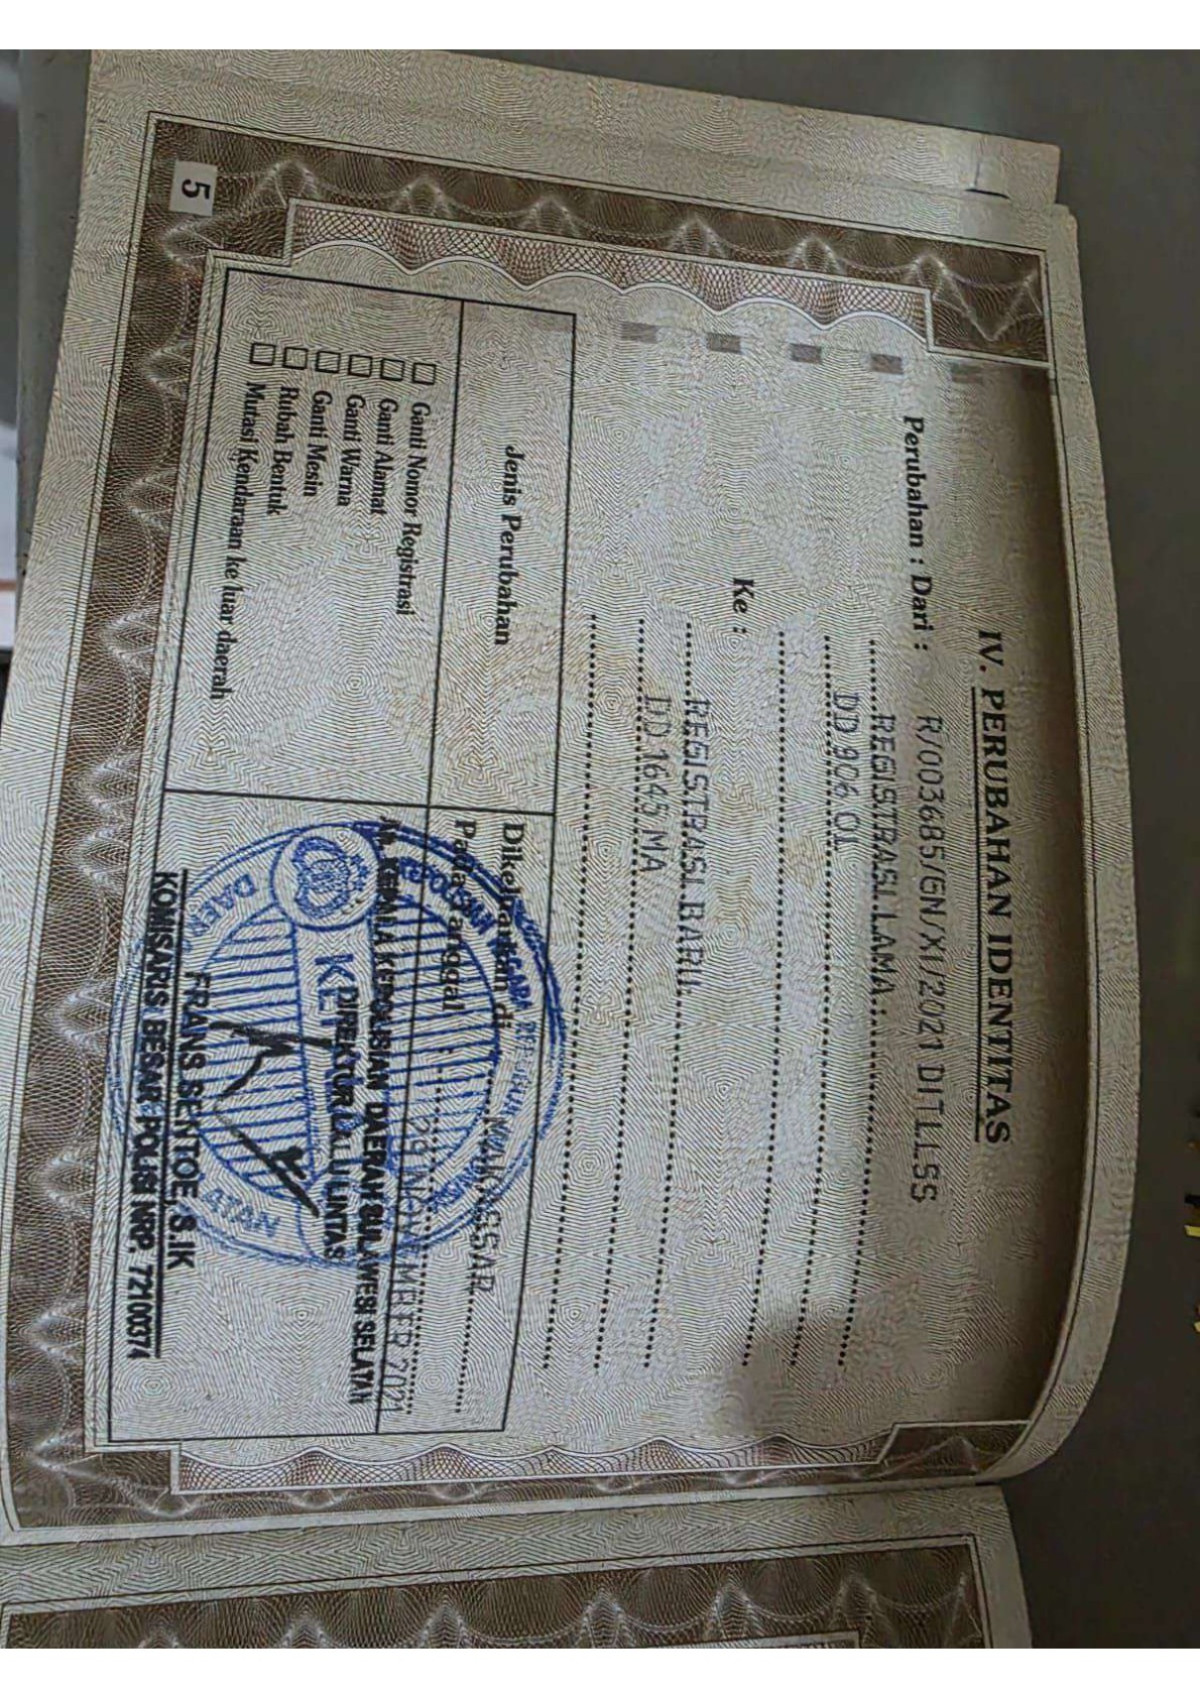 IV. PERUBAHAN IDENTITAS
Perubahan : Dari : R/003685/GN/XI/2021 DITLLSS
REGISTRASI LAMA
DD 906 01
Ke :
REGISTRASI BARU
DD 1645 MA
Jenis Perubahan
Ganti Nomor Registrasi
Ganti Alamat
Ganti Warna
Ganti Mesin
Rubah Bentuk
Mutasi Kendaraan ke luar daerah
Dikeluarkan di : MAKASSAR
Pada Tanggal : 29 NOVEMBER 2021
KEPALA KEPOLISIAN DAERAH SULAWESI SELATAN
DIREKTUR LALU LINTAS
FRANS SENTOE, S.IK
KOMISARIS BESAR POLISI NRP. 72100374
5